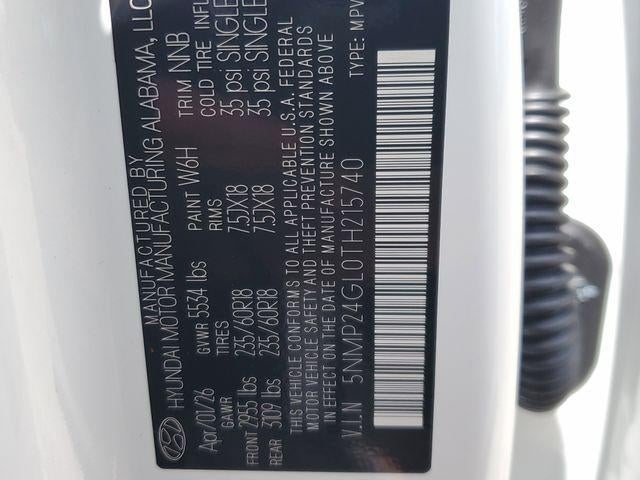 MANUFACTURED BY
HYUNDAI MOTOR MANUFACTURING ALABAMA, LLC
Apr/01/26 GVWR 5534 lbs PAINT W6H TRIM NNB
GAWR TIRES RIMS COLD TIRE INFL
FRONT 2955 lbs 235/60R18 7.5JX18 35 psi SINGLE
REAR 3109 lbs 235/60R18 7.5JX18 35 psi SINGLE
THIS VEHICLE CONFORMS TO ALL APPLICABLE U.S.A. FEDERAL
MOTOR VEHICLE SAFETY AND THEFT PREVENTION STANDARDS
IN EFFECT ON THE DATE OF MANUFACTURE SHOWN ABOVE
V.I.N 5NMP24GL0TH215740 TYPE: MPV